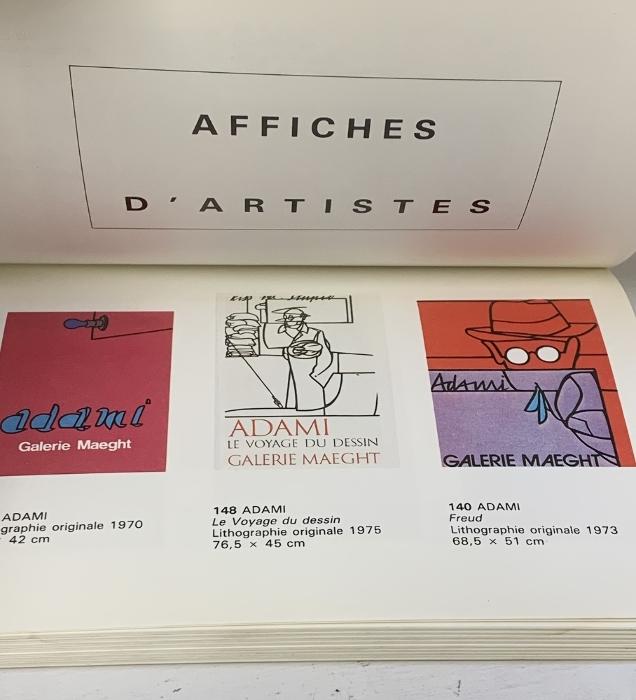 AFFICHES
D'ARTISTES
adami
Galerie Maeght
ADAMI
LE VOYAGE DU DESSIN
GALERIE MAEGHT
Adami
GALERIE MAEGHT
ADAMI
graphie originale 1970
42 cm
148 ADAMI
Le Voyage du dessin
Lithographie originale 1975
76,5 × 45 cm
140 ADAMI
Freud
Lithographie originale 1973
68,5 × 51 cm